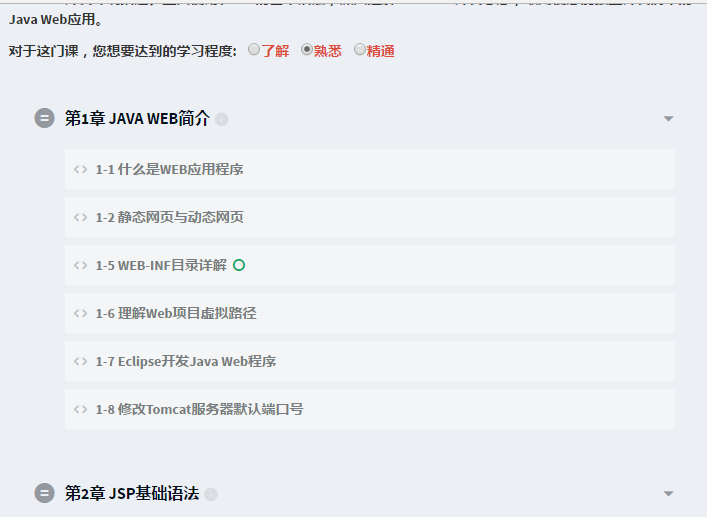 Java Web应用。
对于这门课，您想要达到的学习程度: 了解 熟悉 精通
第1章 JAVA WEB简介
1-1 什么是WEB应用程序
1-2 静态网页与动态网页
1-5 WEB-INF目录详解
1-6 理解Web项目虚拟路径
1-7 Eclipse开发Java Web程序
1-8 修改Tomcat服务器默认端口号
第2章 JSP基础语法